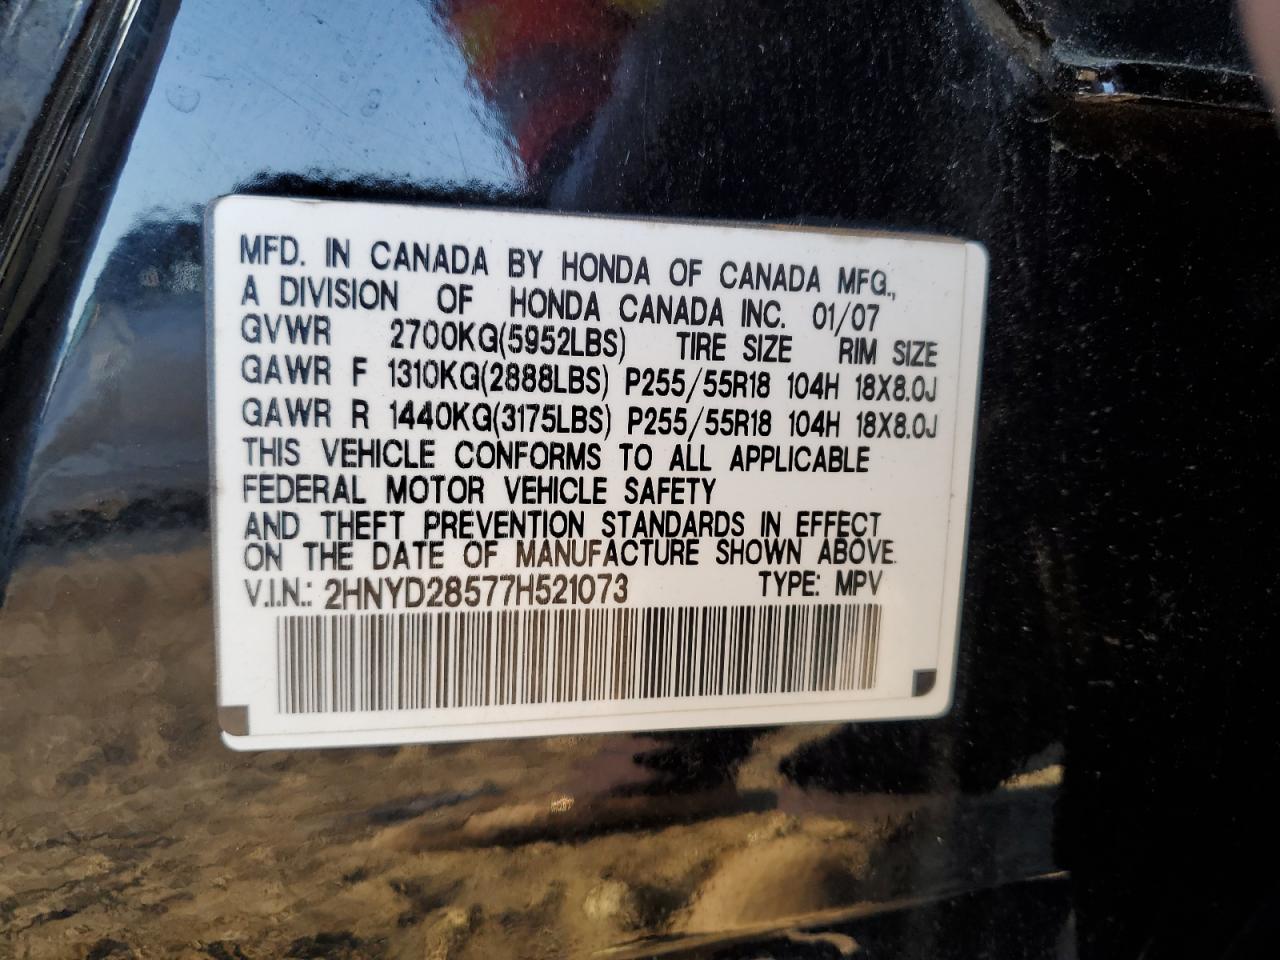 MFD. IN CANADA BY HONDA OF CANADA MFG.,
A DIVISION OF HONDA CANADA INC. 01/07
GVWR 2700KG(5952LBS) TIRE SIZE RIM SIZE
GAWR F 1310KG(2888LBS) P255/55R18 104H 18X8.0J
GAWR R 1440KG(3175LBS) P255/55R18 104H 18X8.0J
THIS VEHICLE CONFORMS TO ALL APPLICABLE
FEDERAL MOTOR VEHICLE SAFETY
AND THEFT PREVENTION STANDARDS IN EFFECT
ON THE DATE OF MANUFACTURE SHOWN ABOVE.
V.I.N.: 2HNYD28577H521073 TYPE: MPV